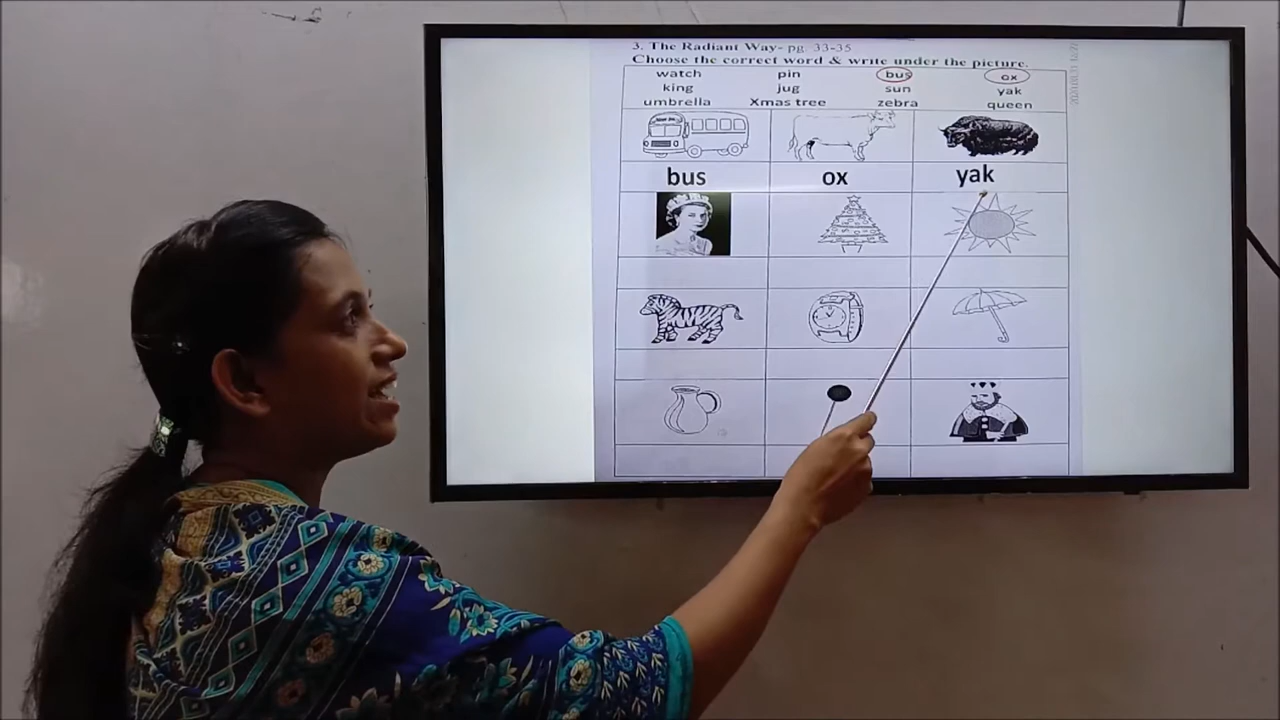 3. The Radiant Way- pg. 33-35
Choose the correct word & write under the picture.
watch pin bus ox
king jug sun yak
umbrella Xmas tree zebra queen
bus ox yak